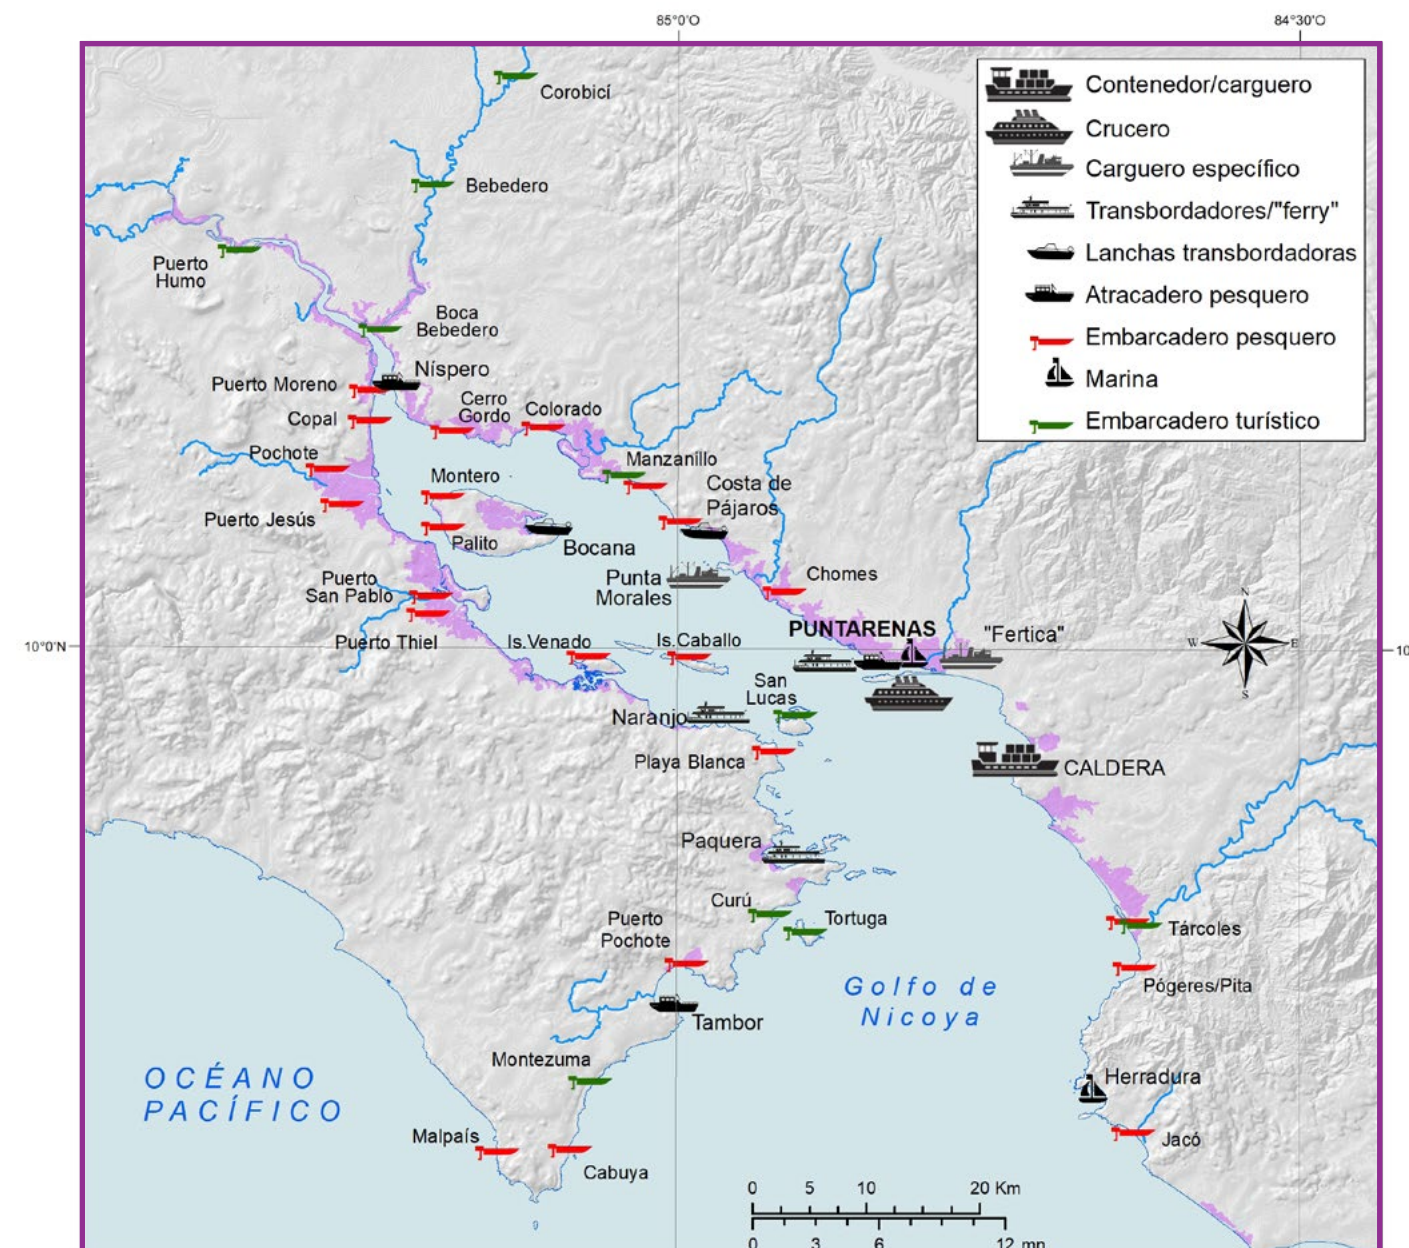 85°0'O
84°30'O
Contenedor/carguero
Crucero
Carguero específico
Transbordadores/"ferry"
Lanchas transbordadoras
Atracadero pesquero
Embarcadero pesquero
Marina
Embarcadero turístico
Corobicí
Bebedero
Puerto
Humo
Boca
Bebedero
Níspero
Puerto Moreno
Cerro
Gordo
Colorado
Copal
Pochote
Montero
Manzanillo
Costa de
Pájaros
Puerto Jesús
Palito
Bocana
Punta
Morales
Chomes
Puerto
San Pablo
Puerto Thiel
Is.Venado
Is.Caballo
PUNTARENAS
"Fertica"
N
W
E
S
10°0'N
10
San
Lucas
Naranjo
Playa Blanca
CALDERA
Paquera
Curú
Tortuga
Puerto
Pochote
Tárcoles
Pógeres/Pita
Golfo de
Nicoya
Tambor
Montezuma
OCÉANO
PACÍFICO
Herradura
Malpaís
Cabuya
Jacó
0 5 10 20 Km
0 3 6 12 mn